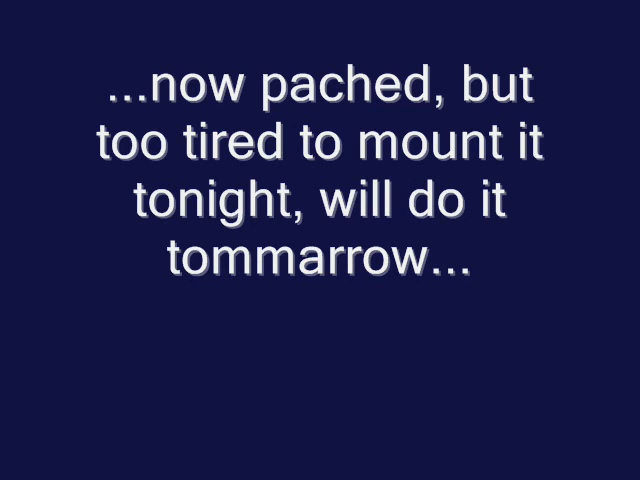 ...now pached, but
too tired to mount it
tonight, will do it
tommarrow...